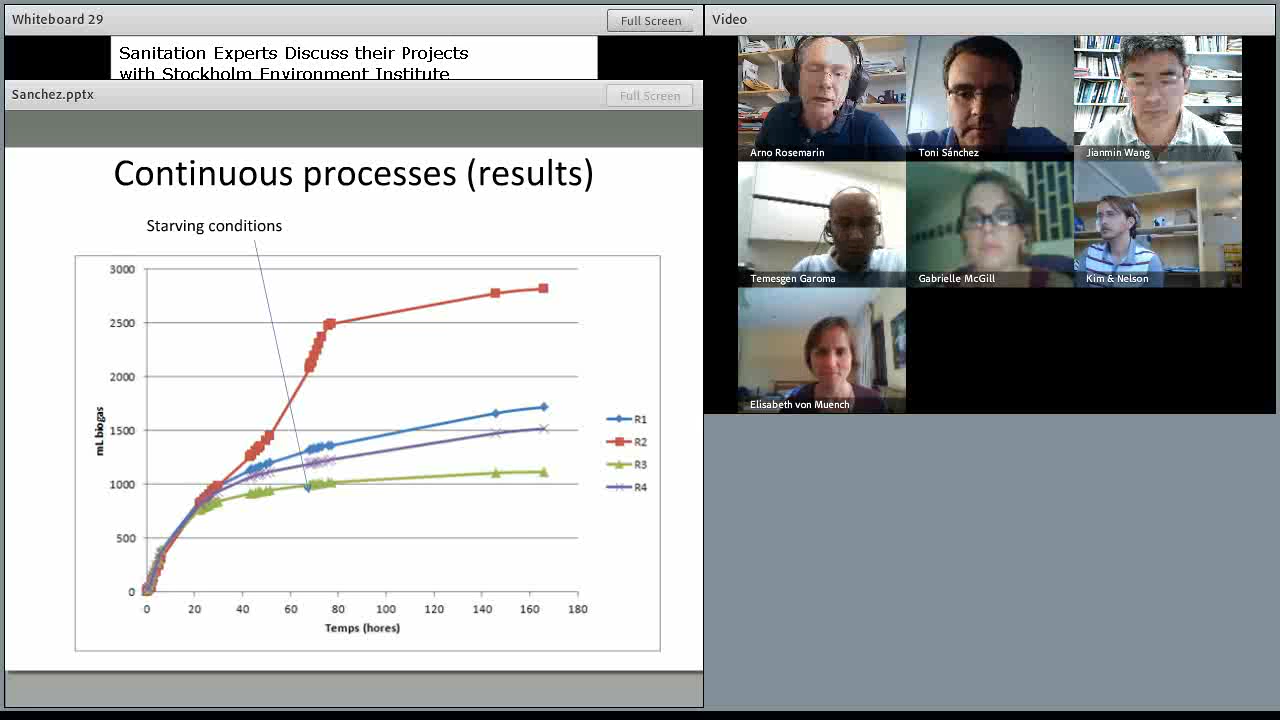 Whiteboard 29
Full Screen
Sanitation Experts Discuss their Projects
with Stockholm Environment Institute
Sanchez.pptx
Full Screen
Continuous processes (results)
Starving conditions
3000
2500
2000
1500
1000
500
0
mL biogas
0 20 40 60 80 100 120 140 160 180
Temps (hores)
R1
R2
R3
R4
Video
Arno Rosemarin
Toni Sánchez
Jianmin Wang
Temesgen Garoma
Gabrielle McGill
Kim & Nelson
Elisabeth von Muench